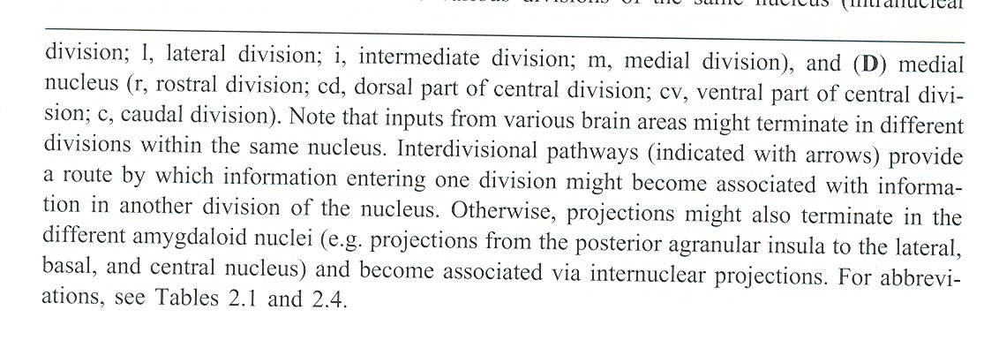 divisions of the same nucleus (intranuclear
division; l, lateral division; i, intermediate division; m, medial division), and (D) medial
nucleus (r, rostral division; cd, dorsal part of central division; cv, ventral part of central divi-
sion; c, caudal division). Note that inputs from various brain areas might terminate in different
divisions within the same nucleus. Interdivisional pathways (indicated with arrows) provide
a route by which information entering one division might become associated with informa-
tion in another division of the nucleus. Otherwise, projections might also terminate in the
different amygdaloid nuclei (e.g. projections from the posterior agranular insula to the lateral,
basal, and central nucleus) and become associated via internuclear projections. For abbrevi-
ations, see Tables 2.1 and 2.4.